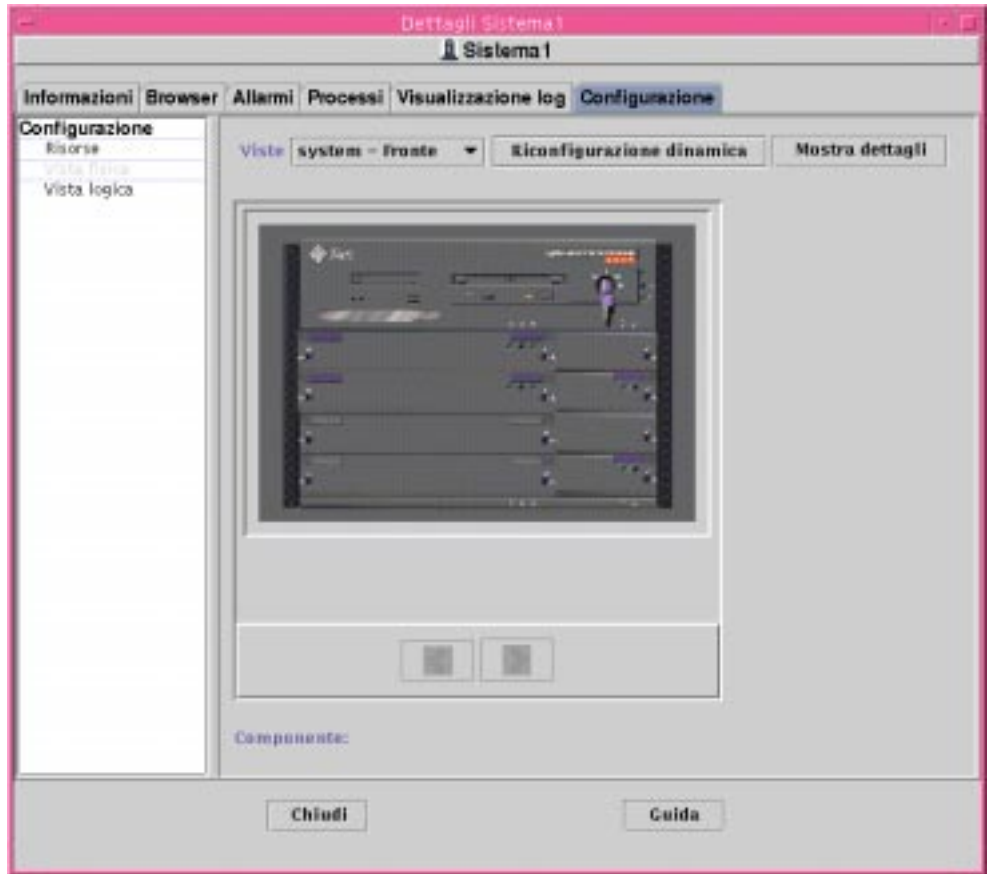 Dettagli Sistema1
Sistema1
Informazioni Browser Allarmi Processi Visualizzazione log Configurazione
Configurazione
Risorse
Vista fisica
Vista logica
Viste system - fronte Riconfigurazione dinamica Mostra dettagli
Sun
Componente:
Chiudi Guida